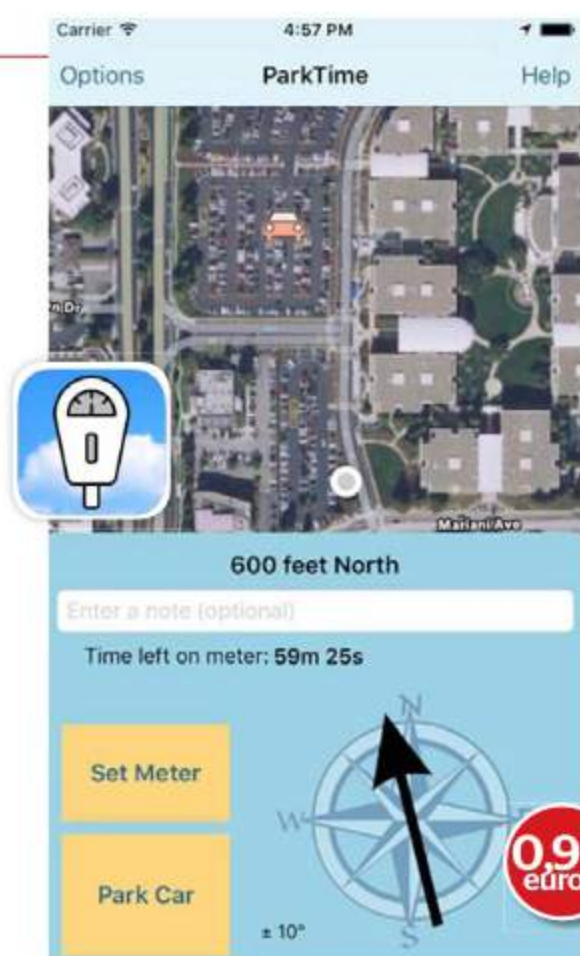 Carrier 4:57 PM
Options ParkTime Help
n Dr
Mariani Ave
600 feet North
Enter a note (optional)
Time left on meter: 59m 25s
Set Meter
Park Car
N
W
S
± 10°
0,9
euro